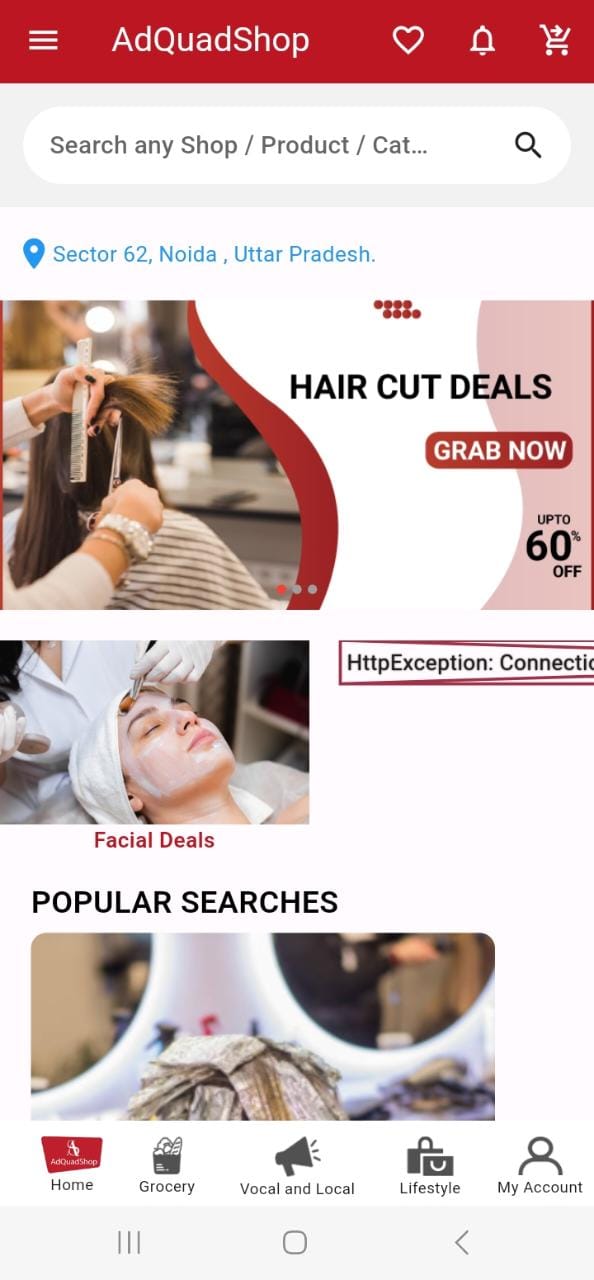 AdQuadShop
Search any Shop / Product / Cat...
Sector 62, Noida , Uttar Pradesh.
HAIR CUT DEALS
GRAB NOW
UPTO
60%
OFF
HttpException: Connectio
Facial Deals
POPULAR SEARCHES
AdQuadShop
Home
Grocery
Vocal and Local
Lifestyle
My Account